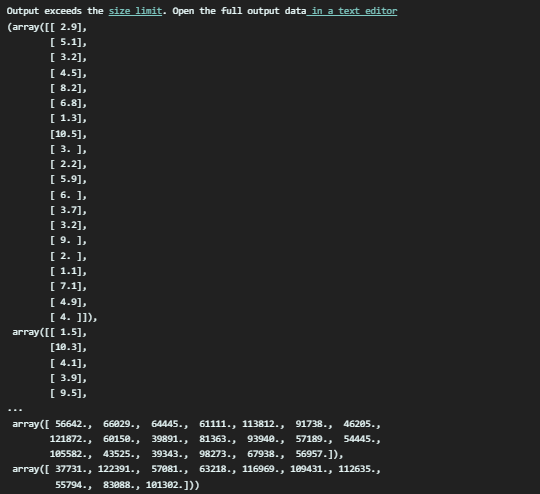 Output exceeds the size limit. Open the full output data in a text editor
(array([[ 2.9],
       [ 5.1],
       [ 3.2],
       [ 4.5],
       [ 8.2],
       [ 6.8],
       [ 1.3],
       [10.5],
       [ 3. ],
       [ 2.2],
       [ 5.9],
       [ 6. ],
       [ 3.7],
       [ 3.2],
       [ 9. ],
       [ 2. ],
       [ 1.1],
       [ 7.1],
       [ 4.9],
       [ 4. ]]),
 array([[ 1.5],
       [10.3],
       [ 4.1],
       [ 3.9],
       [ 9.5],
...
 array([ 56642.,  66029.,  64445.,  61111., 113812.,  91738.,  46205.,
       121872.,  60150.,  39891.,  81363.,  93940.,  57189.,  54445.,
       105582.,  43525.,  39343.,  98273.,  67938.,  56957.]),
 array([ 37731., 122391.,  57081.,  63218., 116969., 109431., 112635.,
        55794.,  83088., 101302.]))